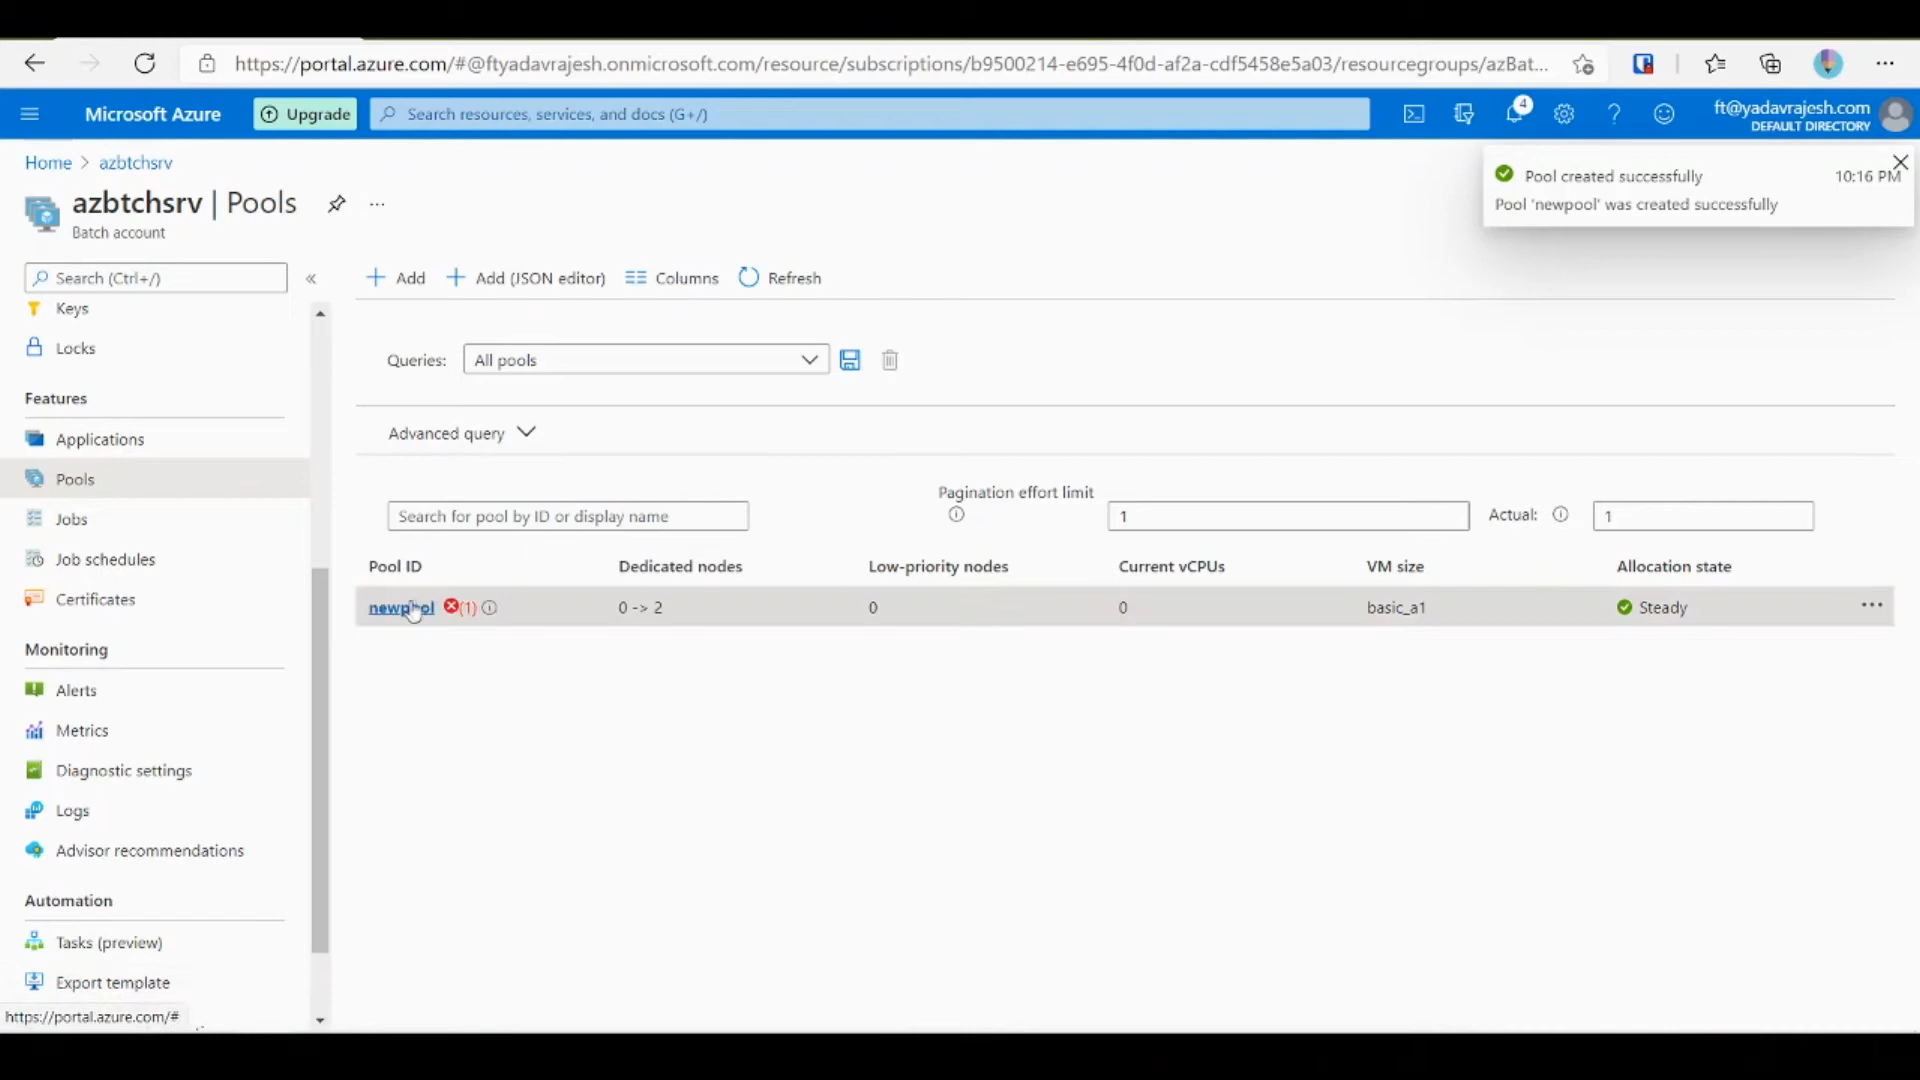 https://portal.azure.com/#@ftyadavrajesh.onmicrosoft.com/resource/subscriptions/b9500214-e695-4f0d-af2a-cdf5458e5a03/resourcegroups/azBat...
Microsoft Azure
Upgrade
Search resources, services, and docs (G+/)
4
ft@yadavrajesh.com
DEFAULT DIRECTORY
Home > azbtchsrv
Pool created successfully
10:16 PM
Pool 'newpool' was created successfully
azbtchsrv | Pools
...
Batch account
Search (Ctrl+/)
«
Add
Add (JSON editor)
Columns
Refresh
Keys
Locks
Queries:
All pools
Features
Applications
Advanced query
Pools
Pagination effort limit
Search for pool by ID or display name
1
Actual:
1
Jobs
Job schedules
Certificates
Pool ID
Dedicated nodes
Low-priority nodes
Current vCPUs
VM size
Allocation state
newpool
(1)
0 -> 2
0
0
basic_a1
Steady
...
Monitoring
Alerts
Metrics
Diagnostic settings
Logs
Advisor recommendations
Automation
Tasks (preview)
Export template
https://portal.azure.com/#